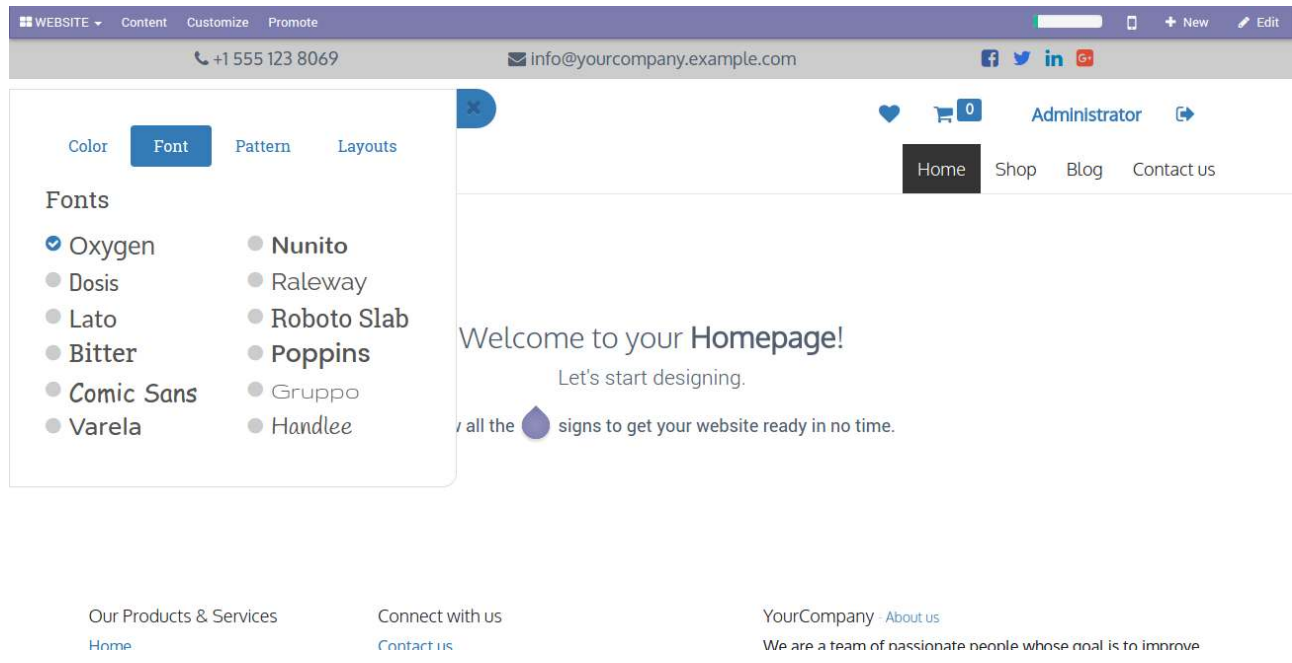 WEBSITE Content Customize Promote + New Edit
+1 555 123 8069 info@yourcompany.example.com
0 Administrator
Color Font Pattern Layouts
Home Shop Blog Contact us
Fonts
Oxygen Nunito
Dosis Raleway
Lato Roboto Slab
Bitter Poppins
Comic Sans Gruppo
Varela Handlee
Welcome to your Homepage!
Let's start designing.
all the signs to get your website ready in no time.
Our Products & Services Connect with us YourCompany - About us
Home Contact us We are a team of passionate people whose goal is to improve